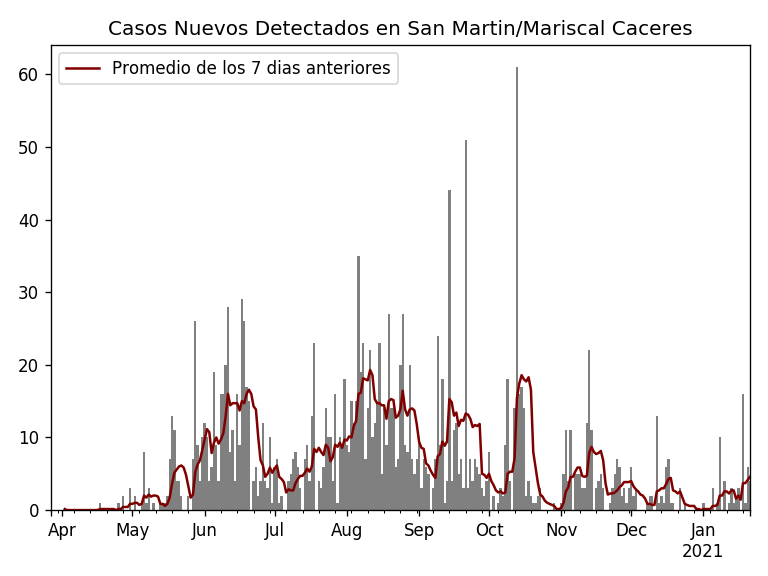 Casos Nuevos Detectados en San Martin/Mariscal Caceres
Promedio de los 7 dias anteriores
60
50
40
30
20
10
0
Apr May Jun Jul Aug Sep Oct Nov Dec Jan
2021